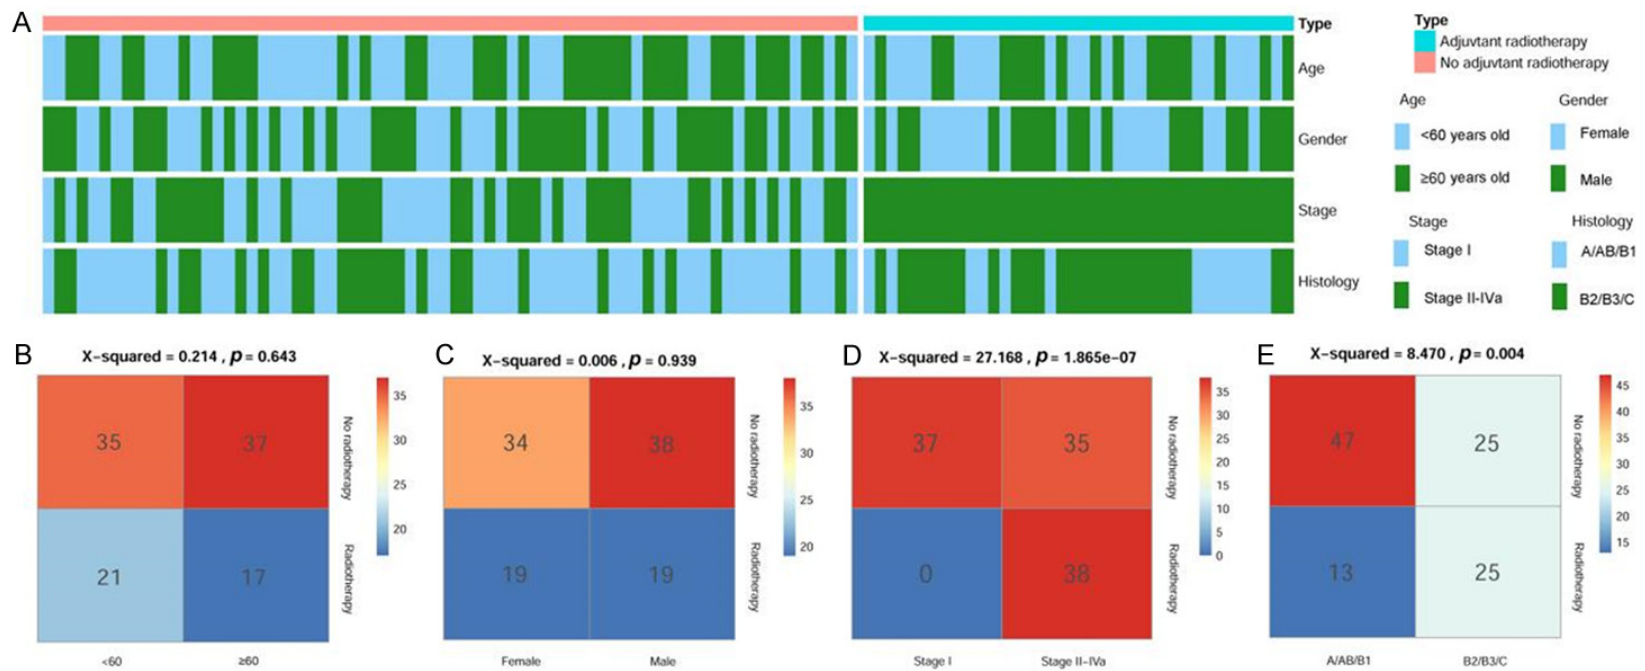 A
Type
Age
Gender
Stage
Histology
Type
Adjuvtant radiotherapy
No adjuvtant radiotherapy
Age
<60 years old
≥60 years old
Gender
Female
Male
Stage
Stage I
Stage II-IVa
Histology
A/AB/B1
B2/B3/C
B
X-squared = 0.214 , p = 0.643
35
37
21
17
No radiotherapy
Radiotherapy
<60
≥60
35
30
25
20
C
X-squared = 0.006 , p = 0.939
34
38
19
19
No radiotherapy
Radiotherapy
Female
Male
35
30
25
20
D
X-squared = 27.168 , p = 1.865e-07
37
35
0
38
No radiotherapy
Radiotherapy
Stage I
Stage II-IVa
35
30
25
20
15
10
5
0
E
X-squared = 8.470 , p = 0.004
47
25
13
25
No radiotherapy
Radiotherapy
A/AB/B1
B2/B3/C
45
40
35
30
25
20
15